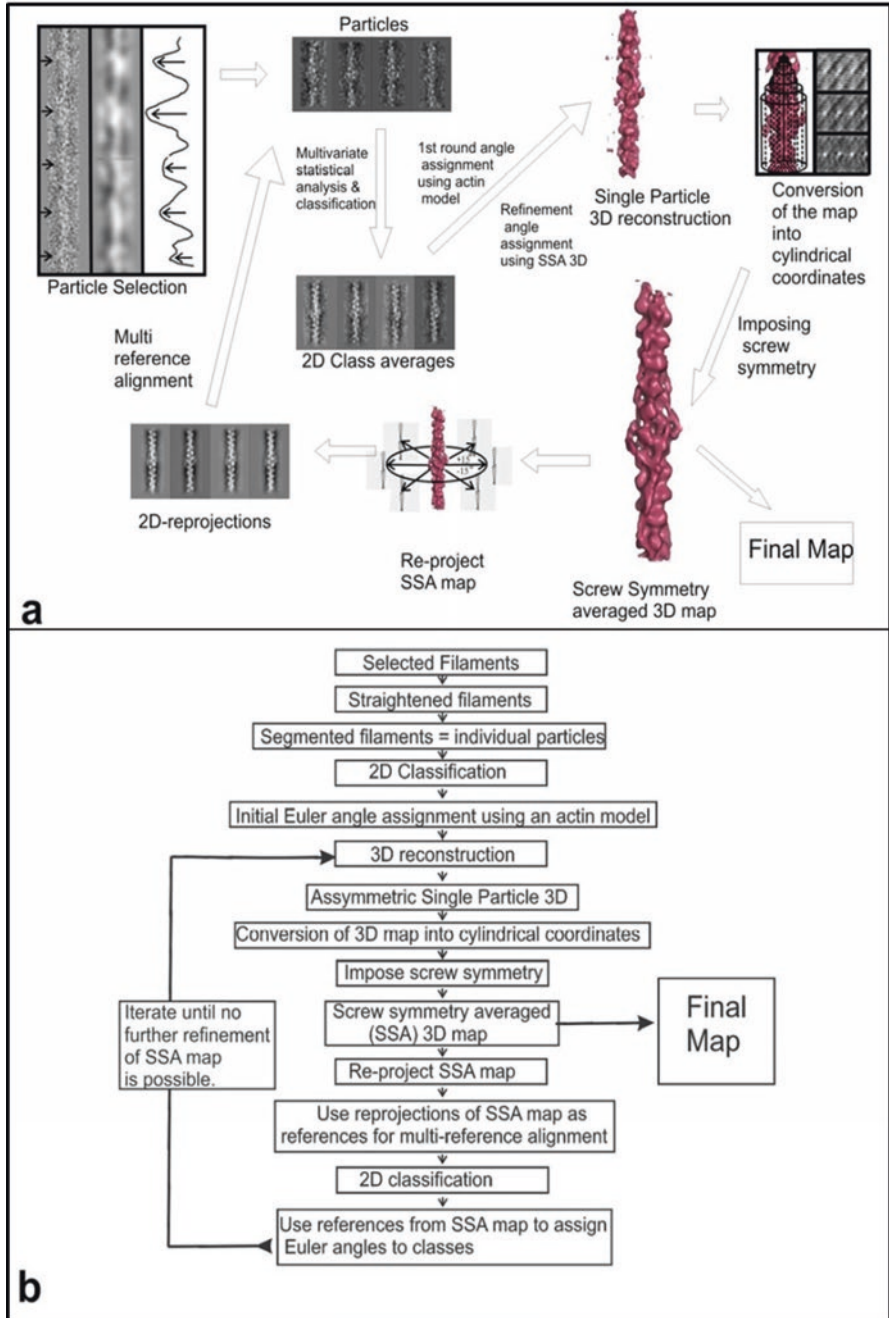 a
Particle Selection
Particles
Multivariate
statistical
analysis &
classification
2D Class averages
1st round angle
assignment
using actin
model
Refinement
angle
assignment
using SSA 3D
Single Particle
3D reconstruction
Conversion
of the map
into
cylindrical
coordinates
Imposing
screw
symmetry
Screw Symmetry
averaged 3D map
Final Map
+15°
-15°
Re-project
SSA map
2D-reprojections
Multi
reference
alignment
b
Selected Filaments
Straightened filaments
Segmented filaments = individual particles
2D Classification
Initial Euler angle assignment using an actin model
3D reconstruction
Assymetric Single Particle 3D
Conversion of 3D map into cylindrical coordinates
Impose screw symmetry
Screw symmetry averaged
(SSA) 3D map
Final
Map
Re-project SSA map
Use reprojections of SSA map as
references for multi-reference alignment
2D classification
Use references from SSA map to assign
Euler angles to classes
Iterate until no
further refinement
of SSA map
is possible.